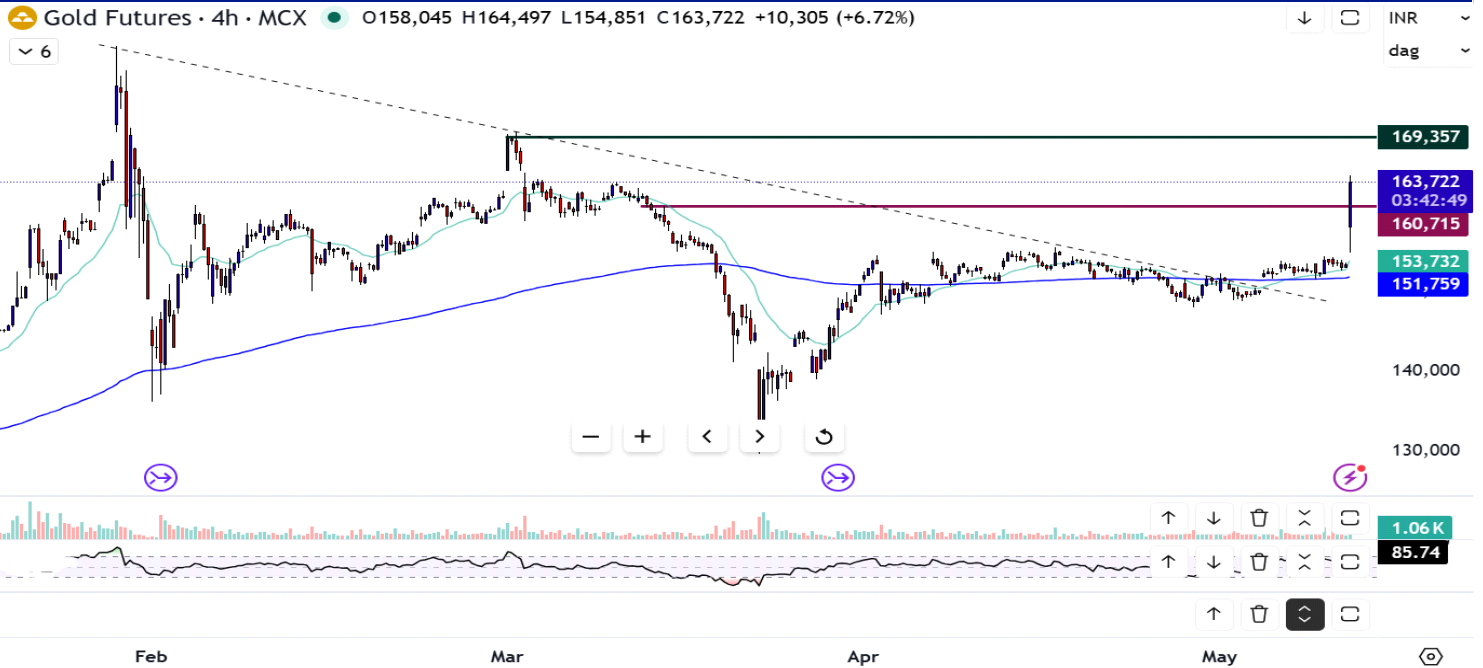 Gold Futures · 4h · MCX O158,045 H164,497 L154,851 C163,722 +10,305 (+6.72%)
INR
6
dag
169,357
163,722
03:42:49
160,715
153,732
151,759
140,000
130,000
1.06K
85.74
Feb Mar Apr May